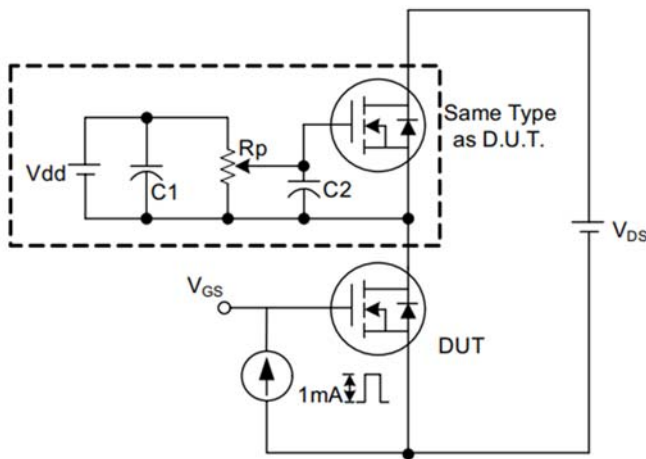 Same Type
as D.U.T.
Rp
Vdd
C1
C2
VDS
VGS
DUT
1mA